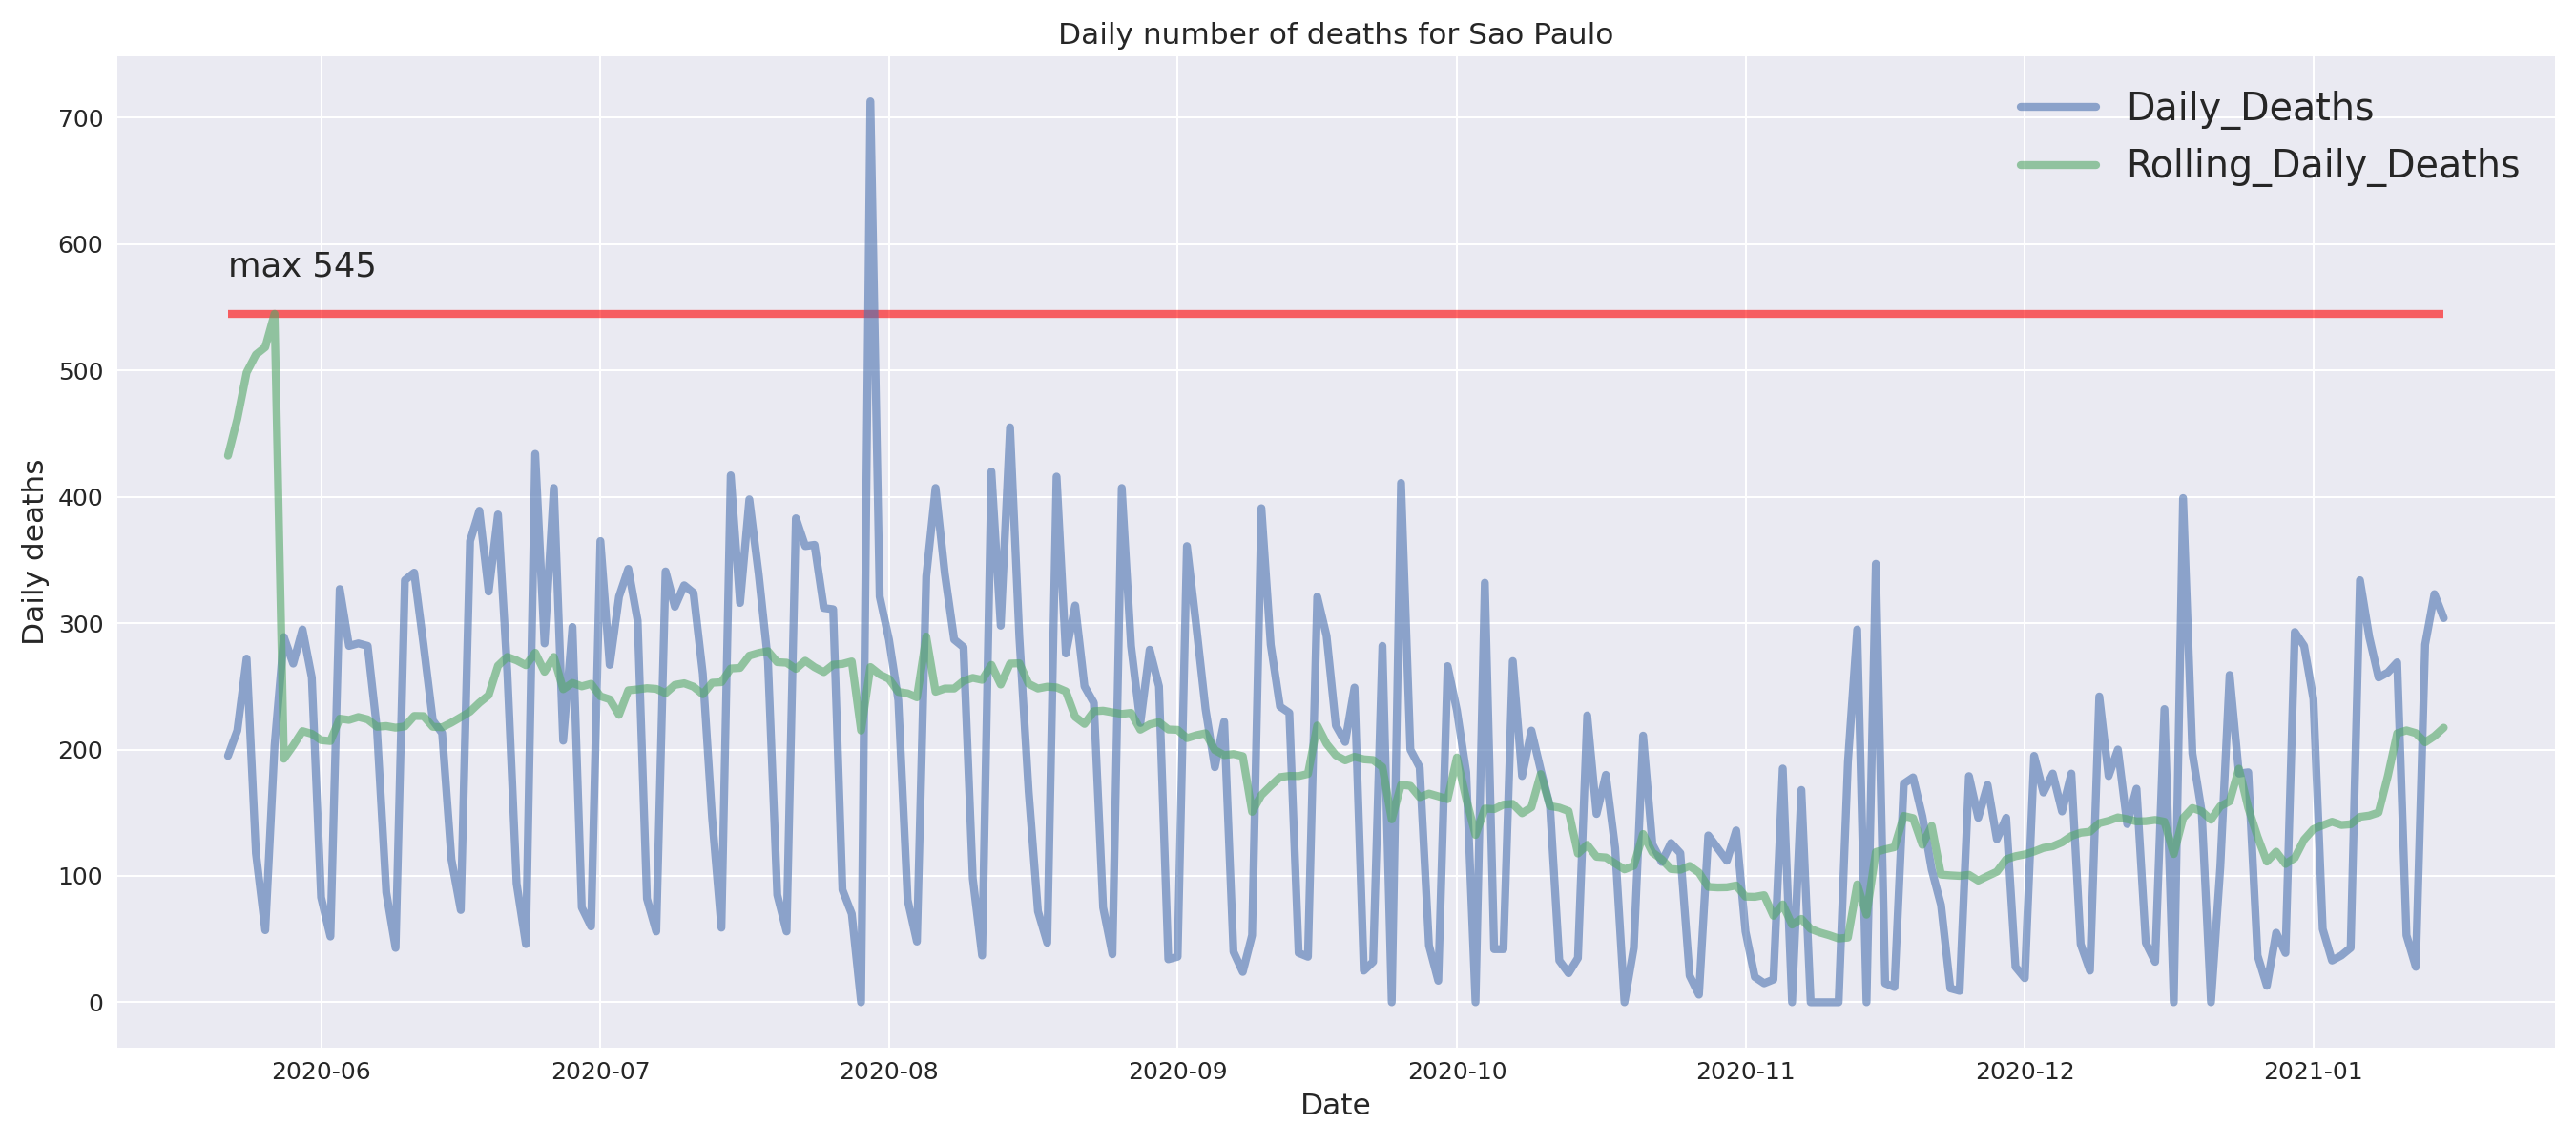 Daily number of deaths for Sao Paulo
Daily_Deaths
Rolling_Daily_Deaths
max 545
Daily deaths
700
600
500
400
300
200
100
0
2020-06
2020-07
2020-08
2020-09
2020-10
2020-11
2020-12
2021-01
Date